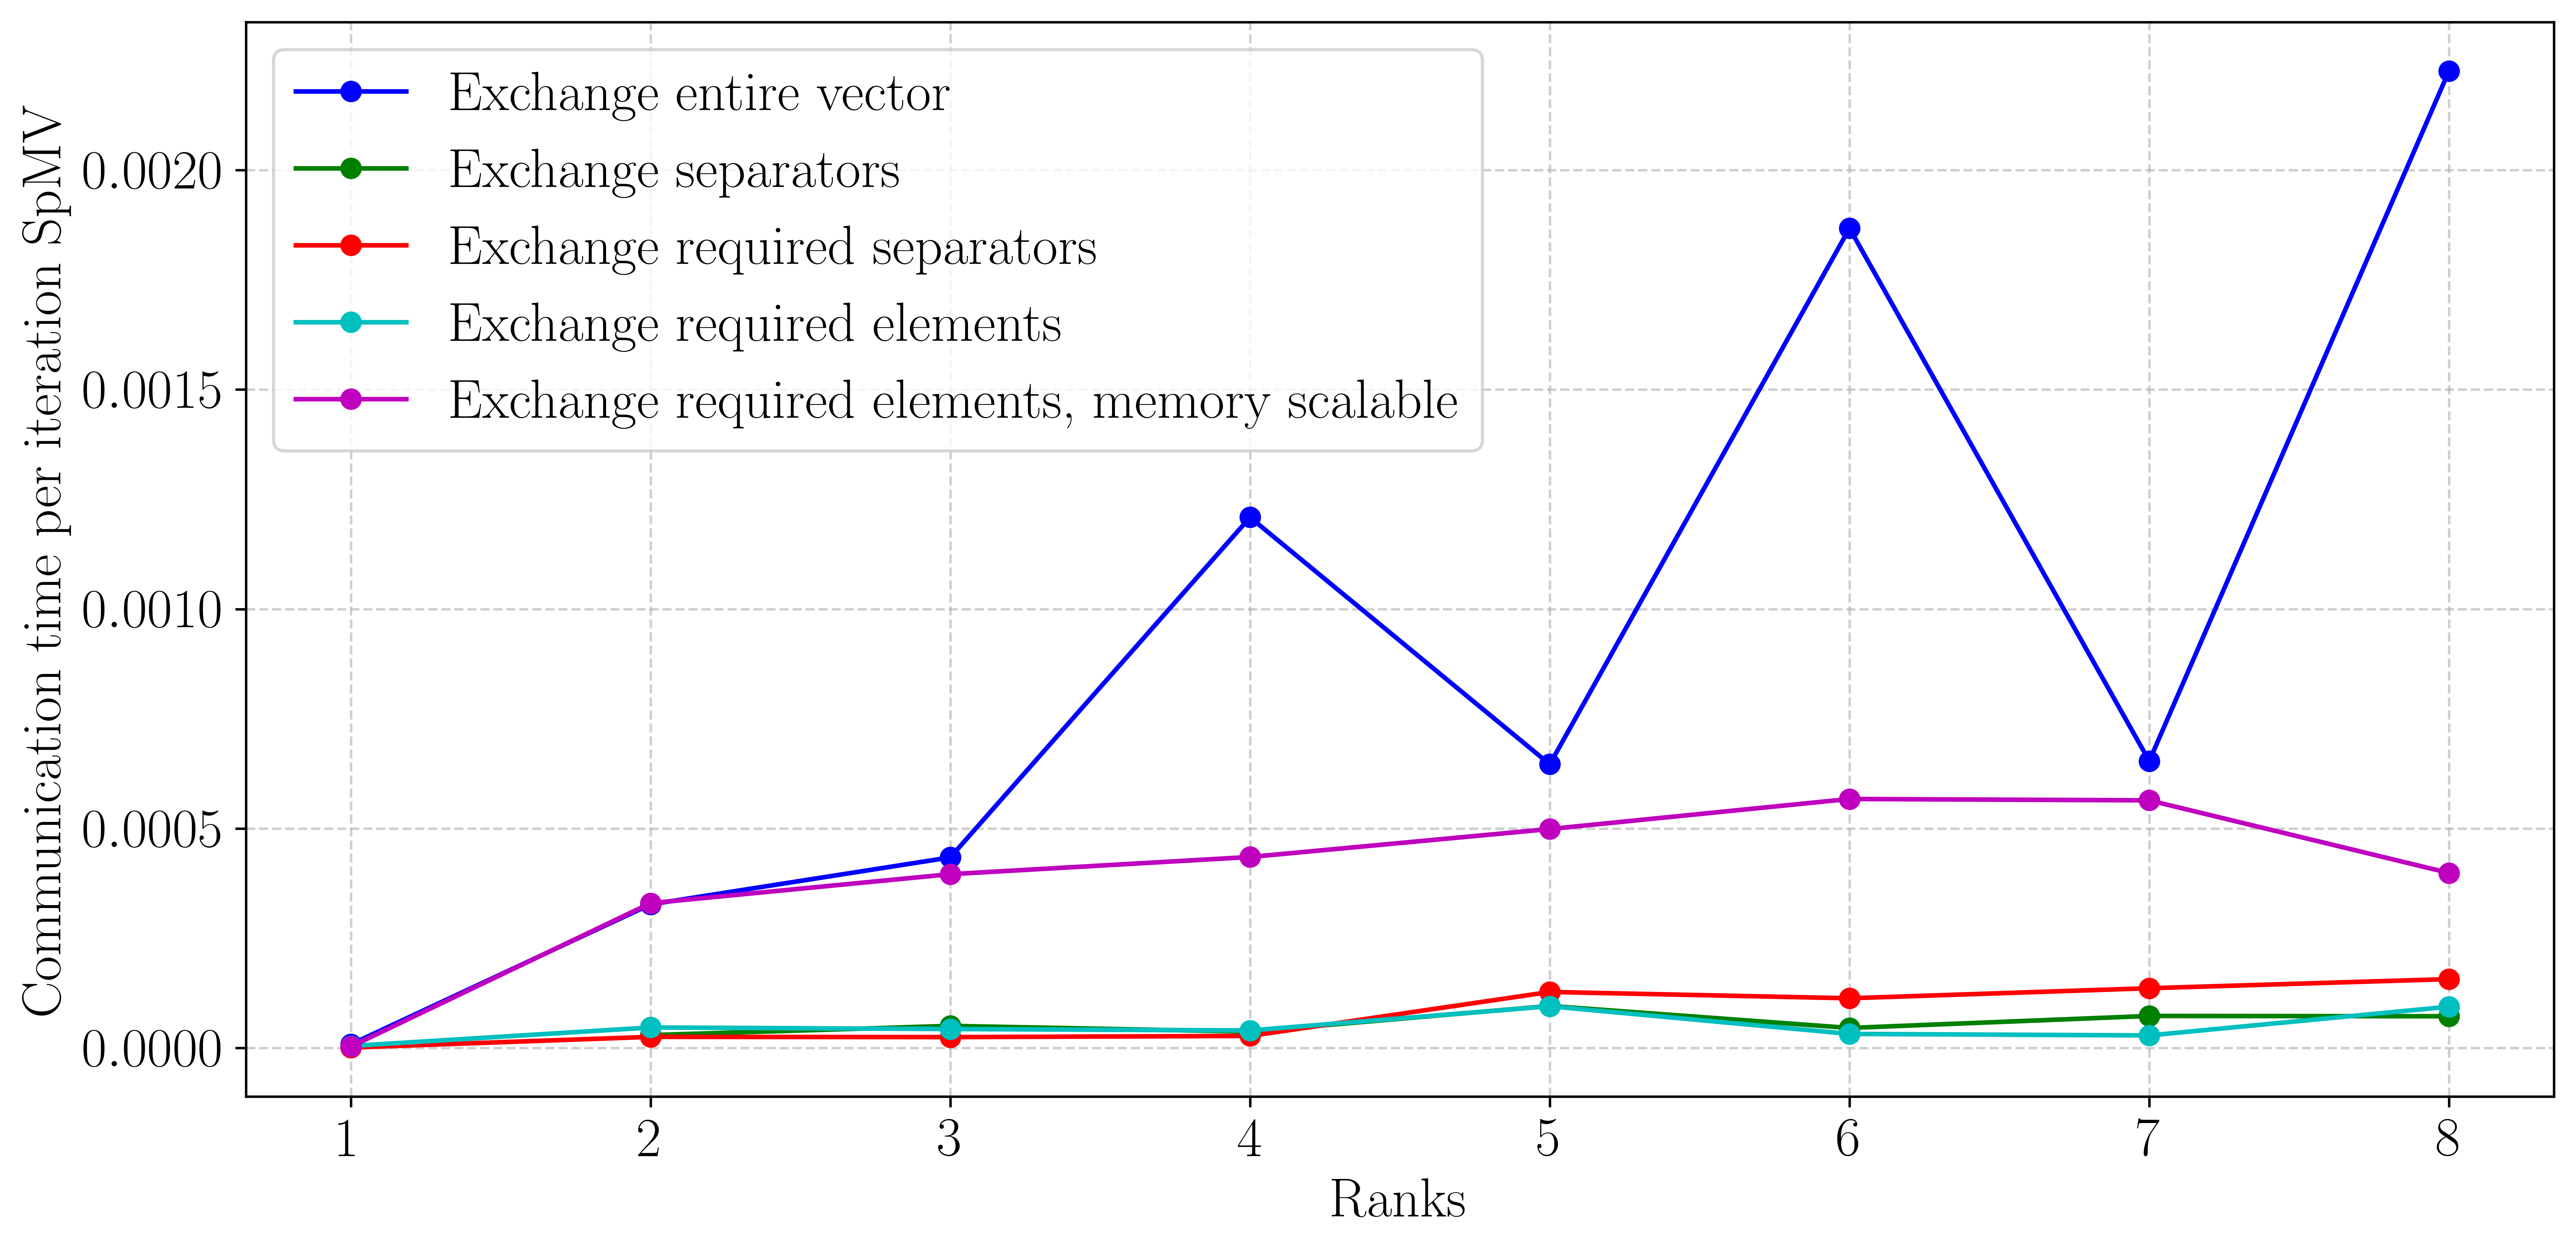 Exchange entire vector
Exchange separators
Exchange required separators
Exchange required elements
Exchange required elements, memory scalable
Communication time per iteration SpMV
0.0020
0.0015
0.0010
0.0005
0.0000
1 2 3 4 5 6 7 8
Ranks